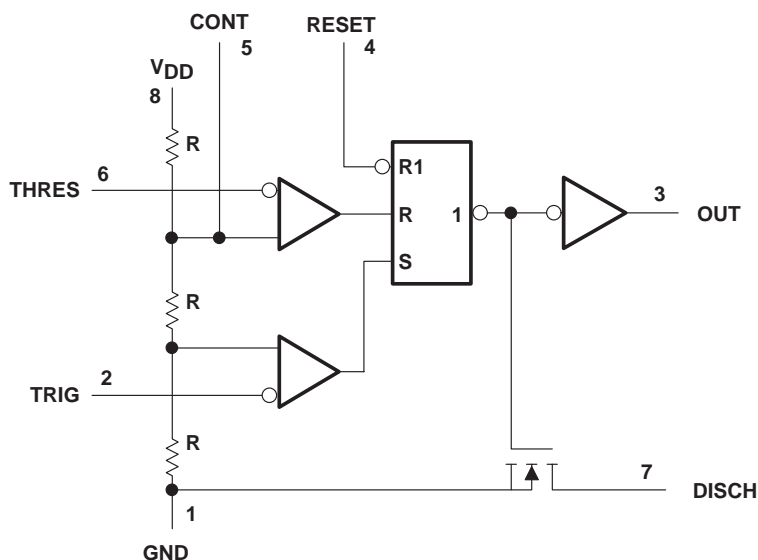 CONT
5
RESET
4
VDD
8
R
6
THRES
R1
R
1
3
OUT
S
R
2
TRIG
R
7
DISCH
1
GND